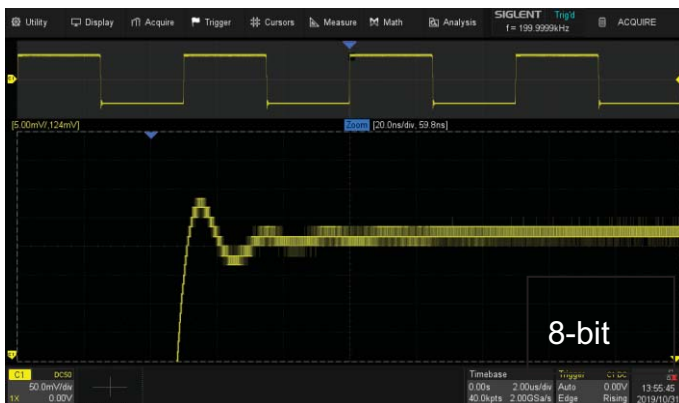 Utility Display Acquire Trigger Cursors Measure Math Analysis SIGLENT Trig'd ACQUIRE
f = 199.9999kHz
[5.00mV/,124mV] Zoom [20.0ns/div, 59.8ns]
8-bit
C1 DC50 Timebase Trigger C1 DC
50.0mV/div 0.00s 2.00us/div Auto 0.00V 13:55:45
1X 0.00V 40.0kpts 2.00GSa/s Edge Rising 2019/10/31